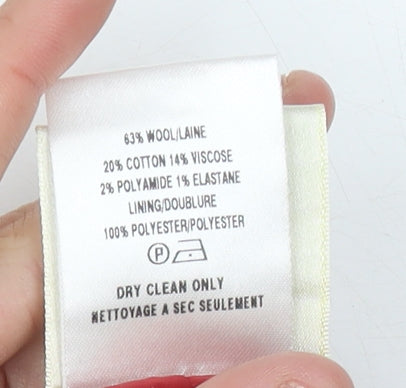 63% WOOL/LAINE
20% COTTON 14% VISCOSE
2% POLYAMIDE 1% ELASTANE
LINING/DOUBLURE
100% POLYESTER/POLYESTER
P
DRY CLEAN ONLY
NETTOYAGE A SEC SEULEMENT